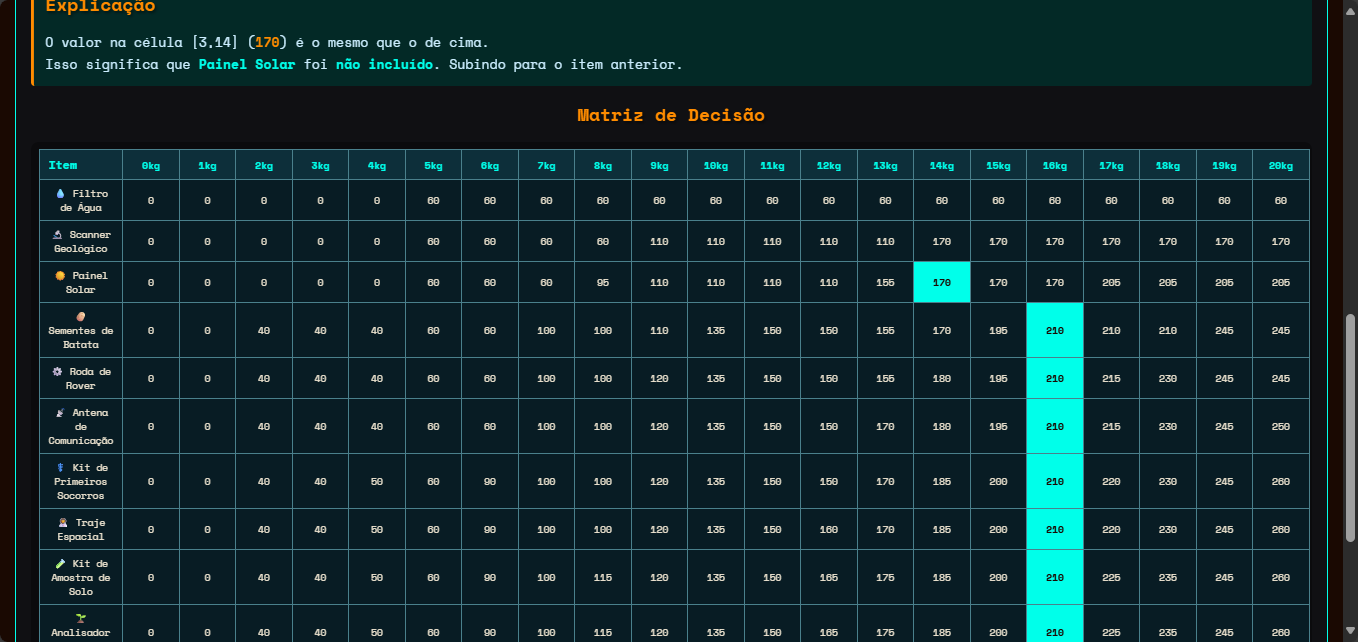 Explicação
O valor na célula [3,14] (170) é o mesmo que o de cima.
Isso significa que Painel Solar foi não incluído. Subindo para o item anterior.
Matriz de Decisão
Item 0kg 1kg 2kg 3kg 4kg 5kg 6kg 7kg 8kg 9kg 10kg 11kg 12kg 13kg 14kg 15kg 16kg 17kg 18kg 19kg 20kg
Filtro de Água 0 0 0 0 0 60 60 60 60 60 60 60 60 60 60 60 60 60 60 60 60
Scanner Geológico 0 0 0 0 0 60 60 60 60 110 110 110 110 110 170 170 170 170 170 170 170
Painel Solar 0 0 0 0 0 60 60 60 95 110 110 110 110 155 170 170 170 205 205 205 205
Sementes de Batata 0 0 40 40 40 60 60 100 100 110 135 150 150 155 170 195 210 210 210 245 245
Roda de Rover 0 0 40 40 40 60 60 100 100 120 135 150 150 155 180 195 210 215 230 245 245
Antena de Comunicação 0 0 40 40 40 60 60 100 100 120 135 150 150 170 180 195 210 215 230 245 250
Kit de Primeiros Socorros 0 0 40 40 50 60 90 100 100 120 135 150 150 170 185 200 210 220 230 245 260
Traje Espacial 0 0 40 40 50 60 90 100 100 120 135 150 160 170 185 200 210 220 230 245 260
Kit de Amostra de Solo 0 0 40 40 50 60 90 100 115 120 135 150 165 175 185 200 210 225 235 245 260
Analisador 0 0 40 40 50 60 90 100 115 120 135 150 165 175 185 200 210 225 235 245 260